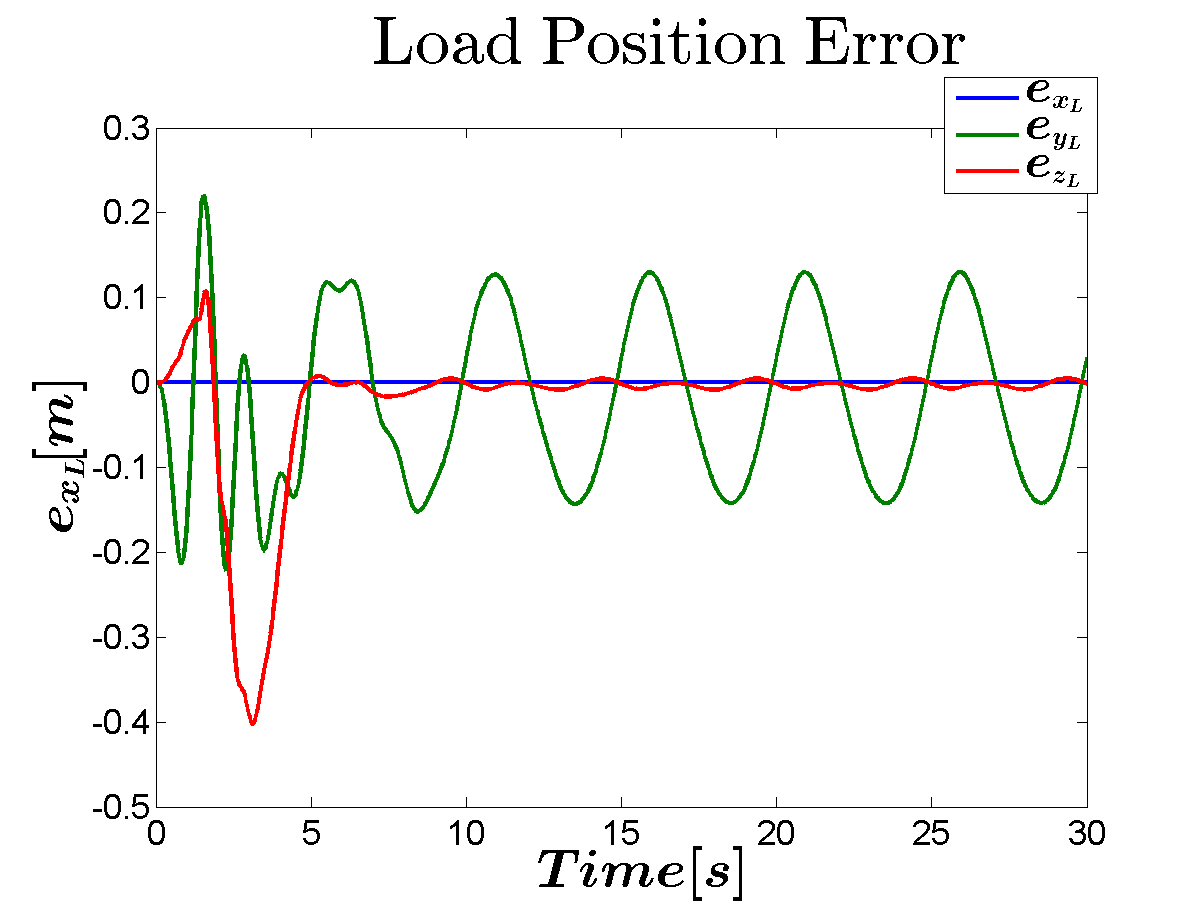 Load Position Error
e_{x_L}
e_{y_L}
e_{z_L}
0.3
0.2
0.1
0
-0.1
-0.2
-0.3
-0.4
-0.5
e_{x_L}[m]
0 5 10 15 20 25 30
Time[s]